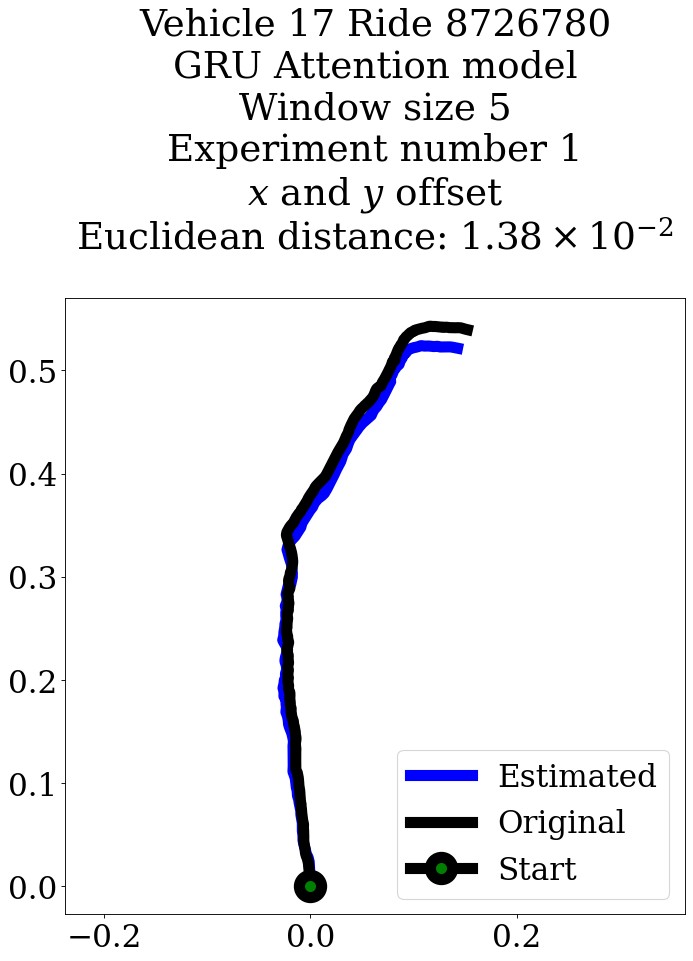 Vehicle 17 Ride 8726780
GRU Attention model
Window size 5
Experiment number 1
x and y offset
Euclidean distance: 1.38 × 10⁻²
0.5
0.4
0.3
0.2
0.1
0.0
−0.2
0.0
0.2
Estimated
Original
Start